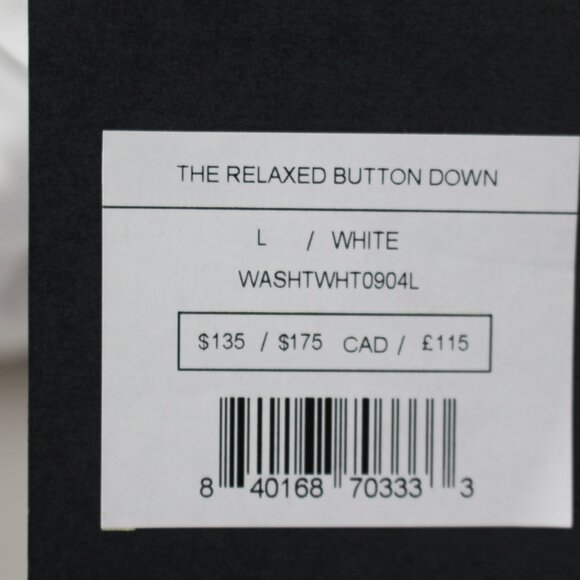 THE RELAXED BUTTON DOWN
L / WHITE
WASHTWHT0904L
$135 / $175 CAD / £115
8 40168 70333 3